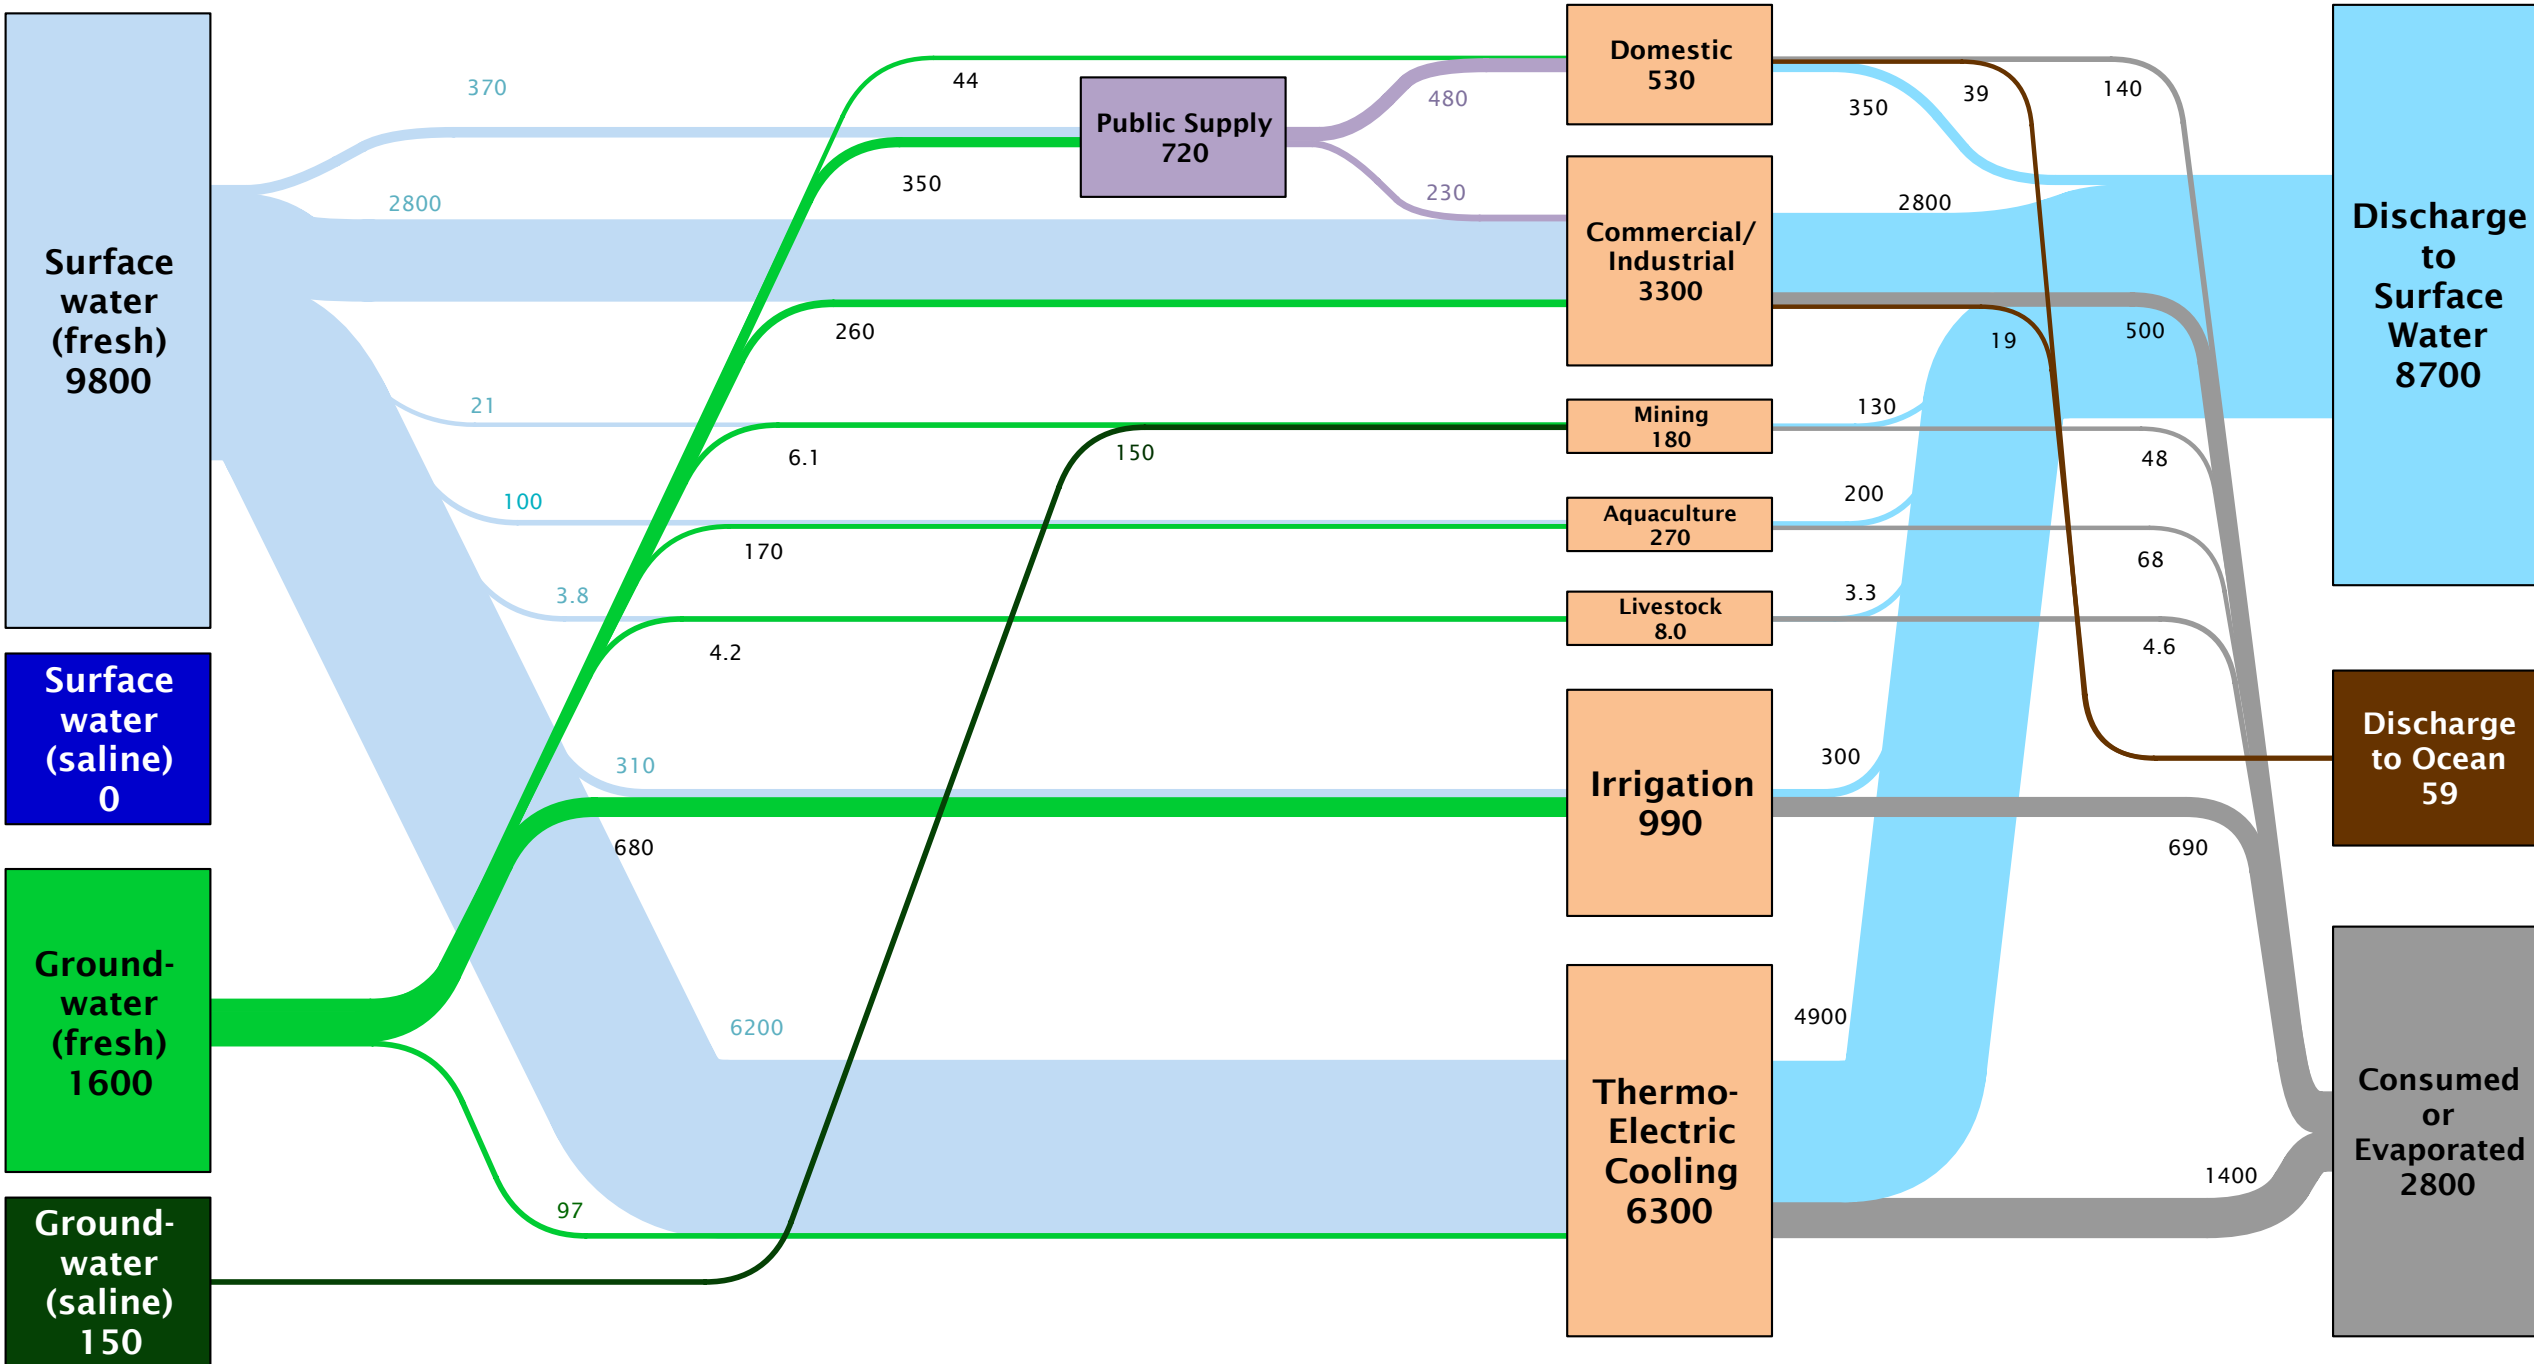 Surface
water
(fresh)
9800
Surface
water
(saline)
0
Ground-
water
(fresh)
1600
Ground-
water
(saline)
150
370
2800
21
100
3.8
310
6200
44
350
260
6.1
170
4.2
680
97
150
Public Supply
720
480
230
Domestic
530
Commercial/
Industrial
3300
Mining
180
Aquaculture
270
Livestock
8.0
Irrigation
990
Thermo-
Electric
Cooling
6300
350
39
140
2800
19
500
130
48
200
68
3.3
4.6
300
690
4900
1400
Discharge
to
Surface
Water
8700
Discharge
to Ocean
59
Consumed
or
Evaporated
2800